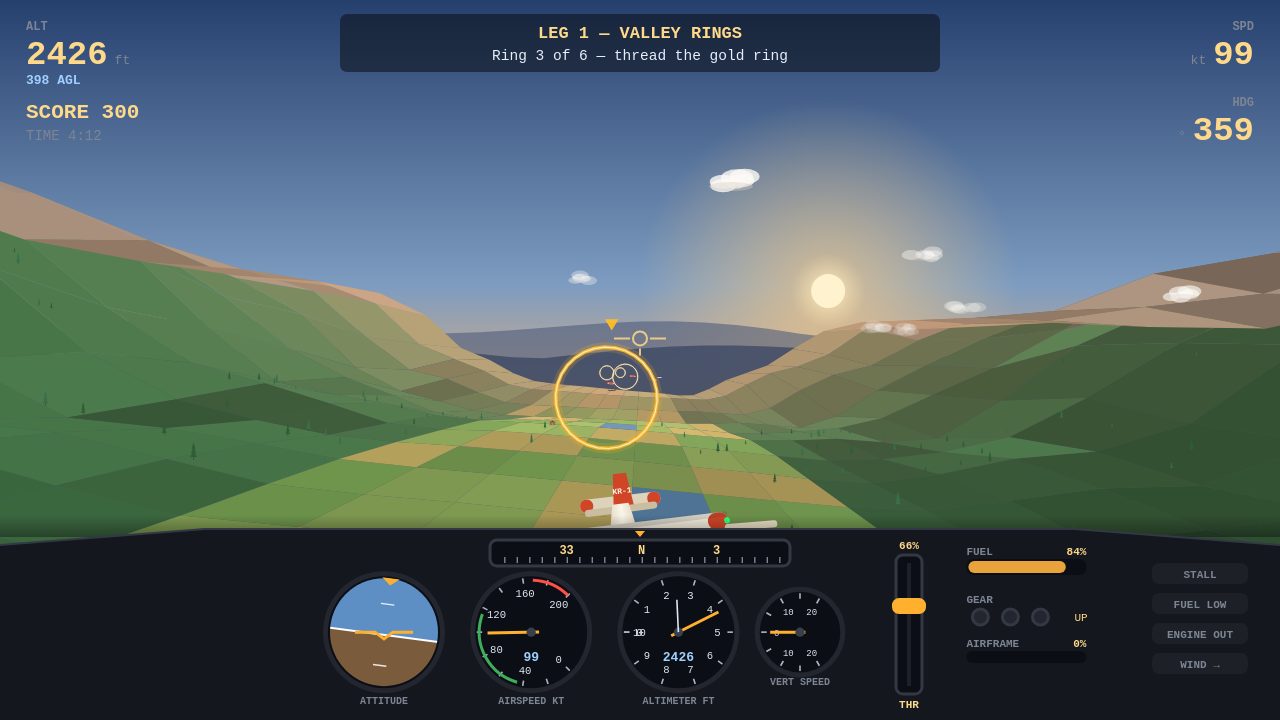 ALT
2426 ft
398 AGL
SCORE 300
TIME 4:12
LEG 1 — VALLEY RINGS
Ring 3 of 6 — thread the gold ring
SPD
kt 99
HDG
° 359
KR-1
33 N 3
160
200
120
80
40
0
99
AIRSPEED KT
ATTITUDE
2
3
1
4
5
9
6
8
7
2426
ALTIMETER FT
10 20
0
10 20
VERT SPEED
66%
THR
FUEL 84%
GEAR
UP
AIRFRAME 0%
STALL
FUEL LOW
ENGINE OUT
WIND →